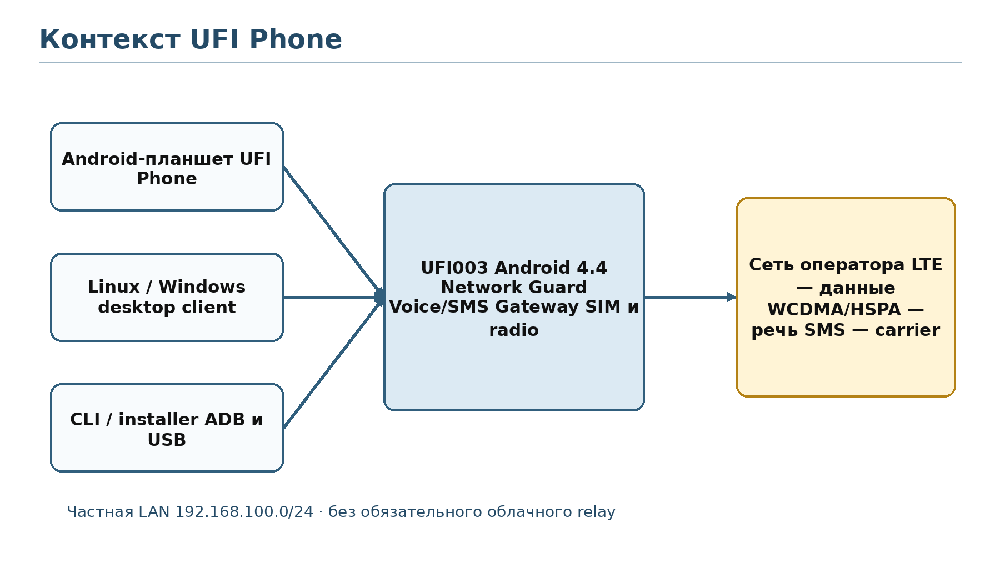 Контекст UFI Phone
Android-планшет UFI
Phone
Linux / Windows
desktop client
CLI / installer ADB и
USB
UFI003 Android 4.4
Network Guard
Voice/SMS Gateway SIM и
radio
Сеть оператора LTE
— данные
WCDMA/HSPA —
речь SMS — carrier
Частная LAN 192.168.100.0/24 · без обязательного облачного relay